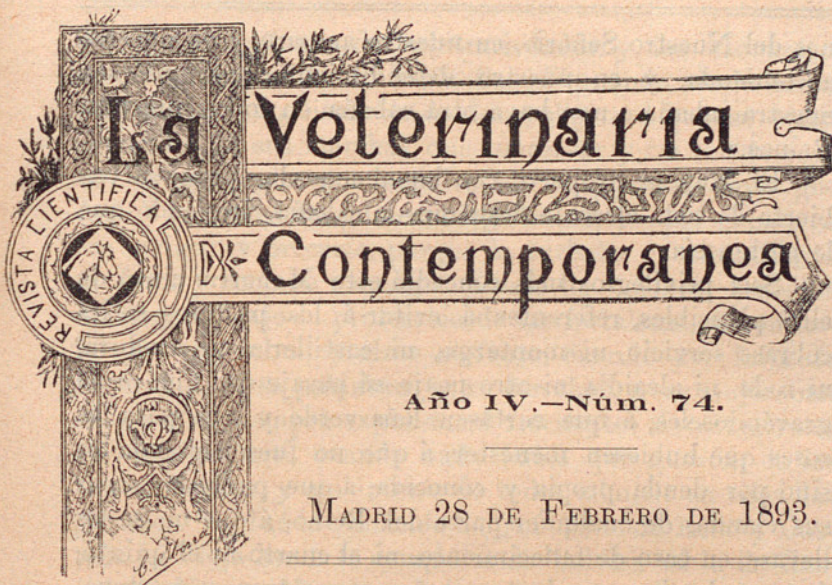 La Veterinaria
REVISTA CIENTIFICA
Contemporanea
Año IV.—Núm. 74.
MADRID 28 DE FEBRERO DE 1893.